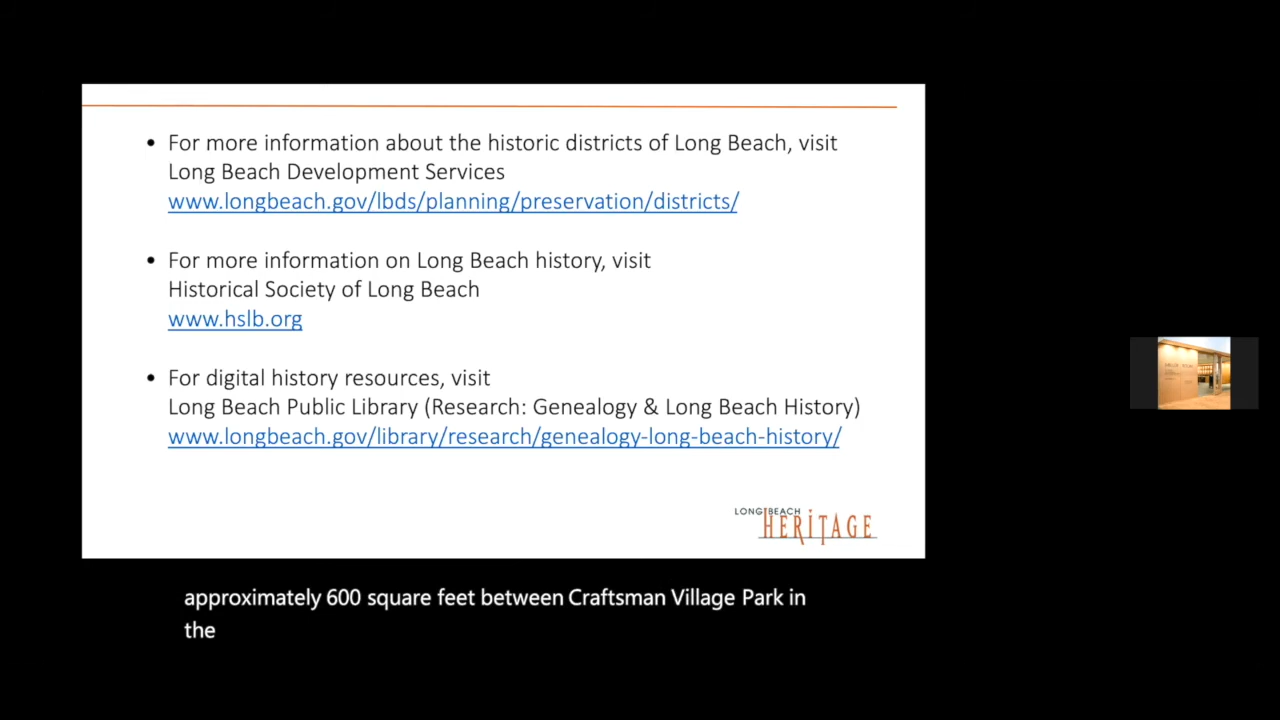 • For more information about the historic districts of Long Beach, visit
Long Beach Development Services
www.longbeach.gov/lbds/planning/preservation/districts/
• For more information on Long Beach history, visit
Historical Society of Long Beach
www.hslb.org
• For digital history resources, visit
Long Beach Public Library (Research: Genealogy & Long Beach History)
www.longbeach.gov/library/research/genealogy-long-beach-history/
LONG BEACH
HERITAGE
approximately 600 square feet between Craftsman Village Park in
the